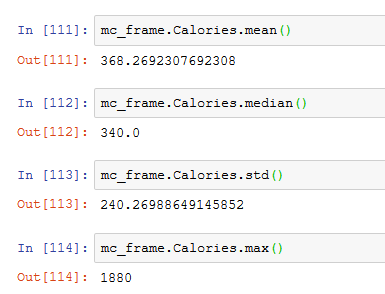 In [111]: mc_frame.Calories.mean()
Out[111]: 368.2692307692308
In [112]: mc_frame.Calories.median()
Out[112]: 340.0
In [113]: mc_frame.Calories.std()
Out[113]: 240.26988649145852
In [114]: mc_frame.Calories.max()
Out[114]: 1880